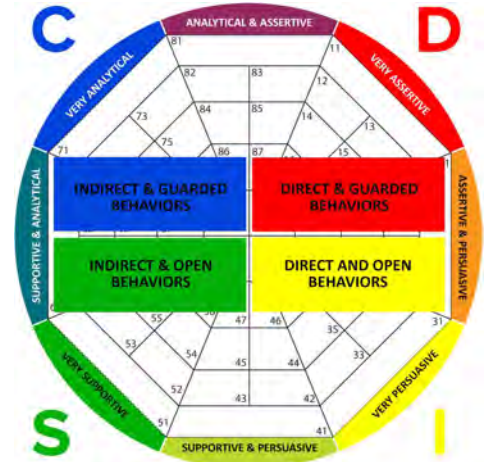 C
ANALYTICAL & ASSERTIVE
D
81
11
82
83
12
VERY ANALYTICAL
VERY ASSERTIVE
73
84
85
14
13
75
86
87
15
71
INDIRECT & GUARDED
BEHAVIORS
DIRECT & GUARDED
BEHAVIORS
SUPPORTIVE & ANALYTICAL
ASSERTIVE & PERSUASIVE
INDIRECT & OPEN
BEHAVIORS
DIRECT AND OPEN
BEHAVIORS
55
47
46
35
31
53
54
45
44
33
VERY SUPPORTIVE
VERY PERSUASIVE
52
43
42
51
41
S
SUPPORTIVE & PERSUASIVE
I